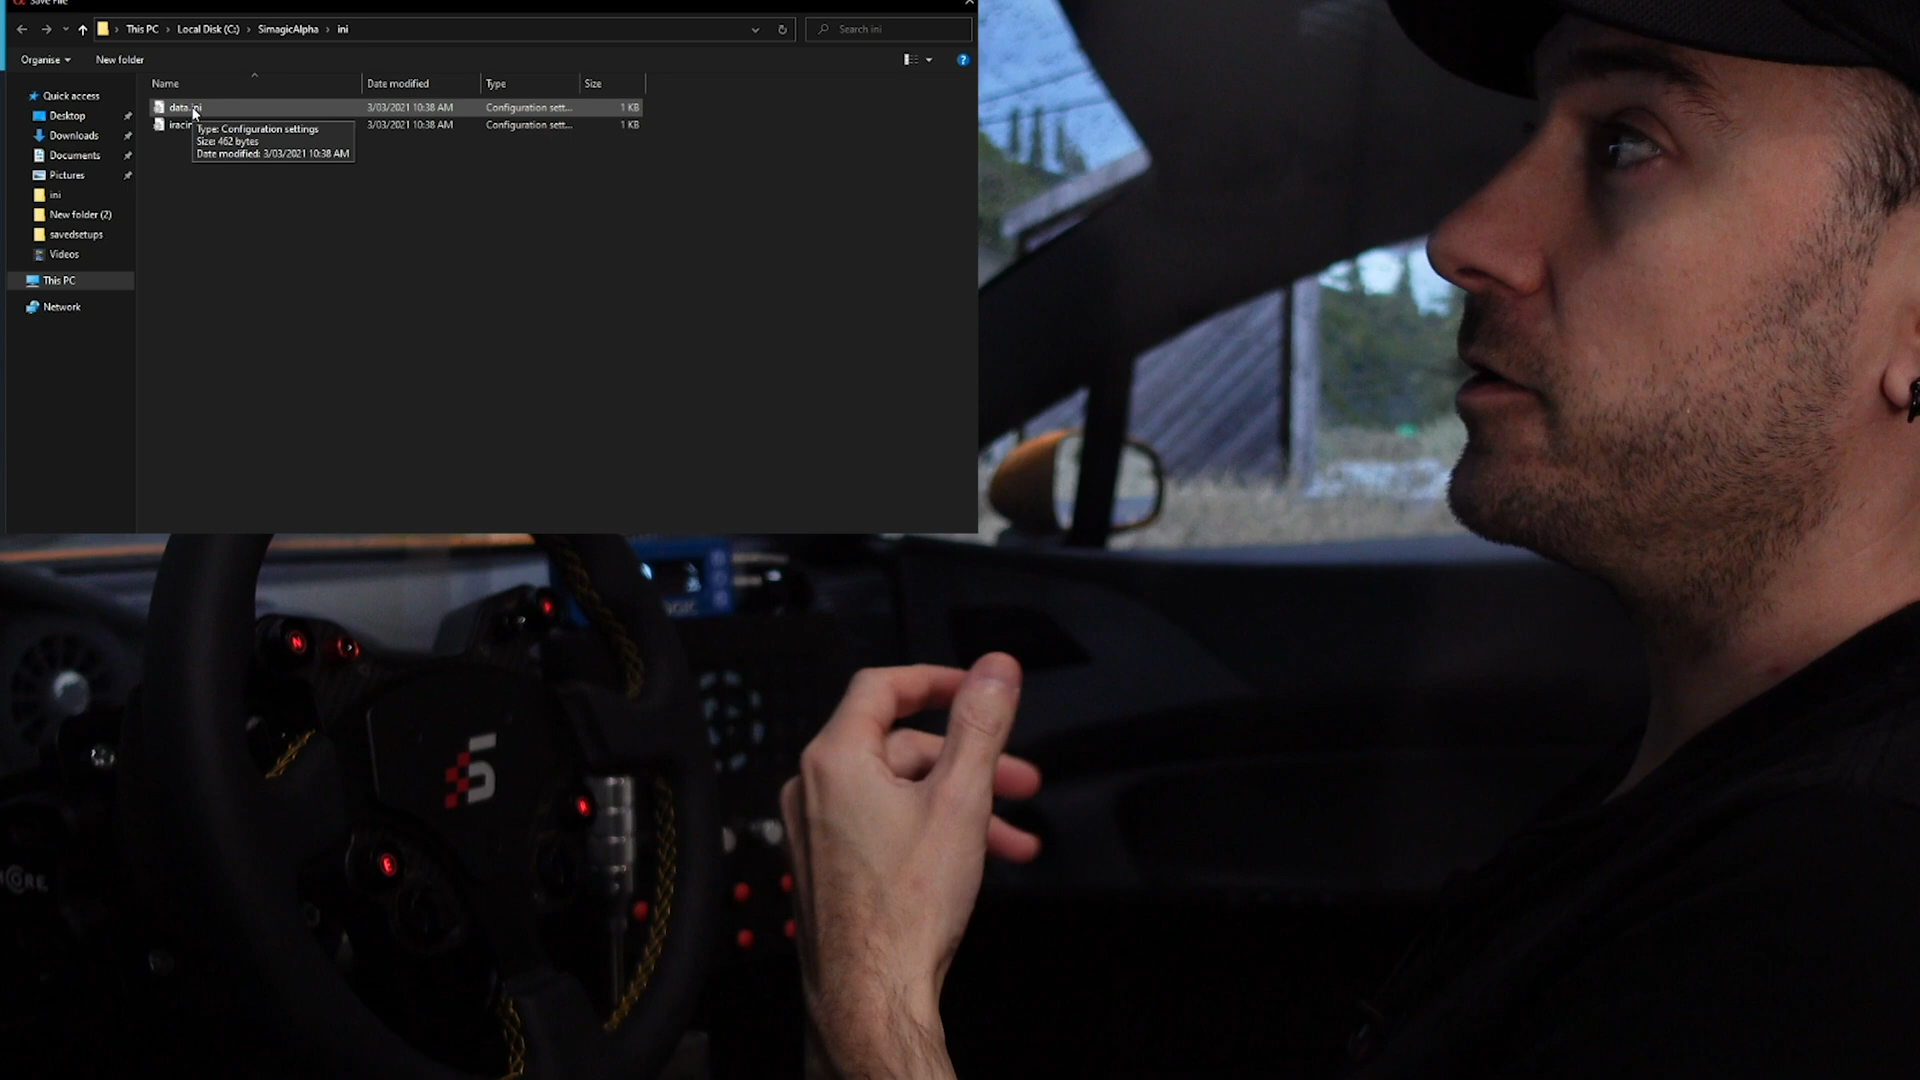 Save File
This PC › Local Disk (C:) › SimagicAlpha › ini
Search ini
Organise
New folder
Name
Date modified
Type
Size
Quick access
Desktop
Downloads
Documents
Pictures
ini
New folder (2)
savedsetups
Videos
This PC
Network
data.ini
3/03/2021 10:38 AM
Configuration sett...
1 KB
3/03/2021 10:38 AM
Configuration sett...
1 KB
Type: Configuration settings
Size: 462 bytes
Date modified: 3/03/2021 10:38 AM
N
E